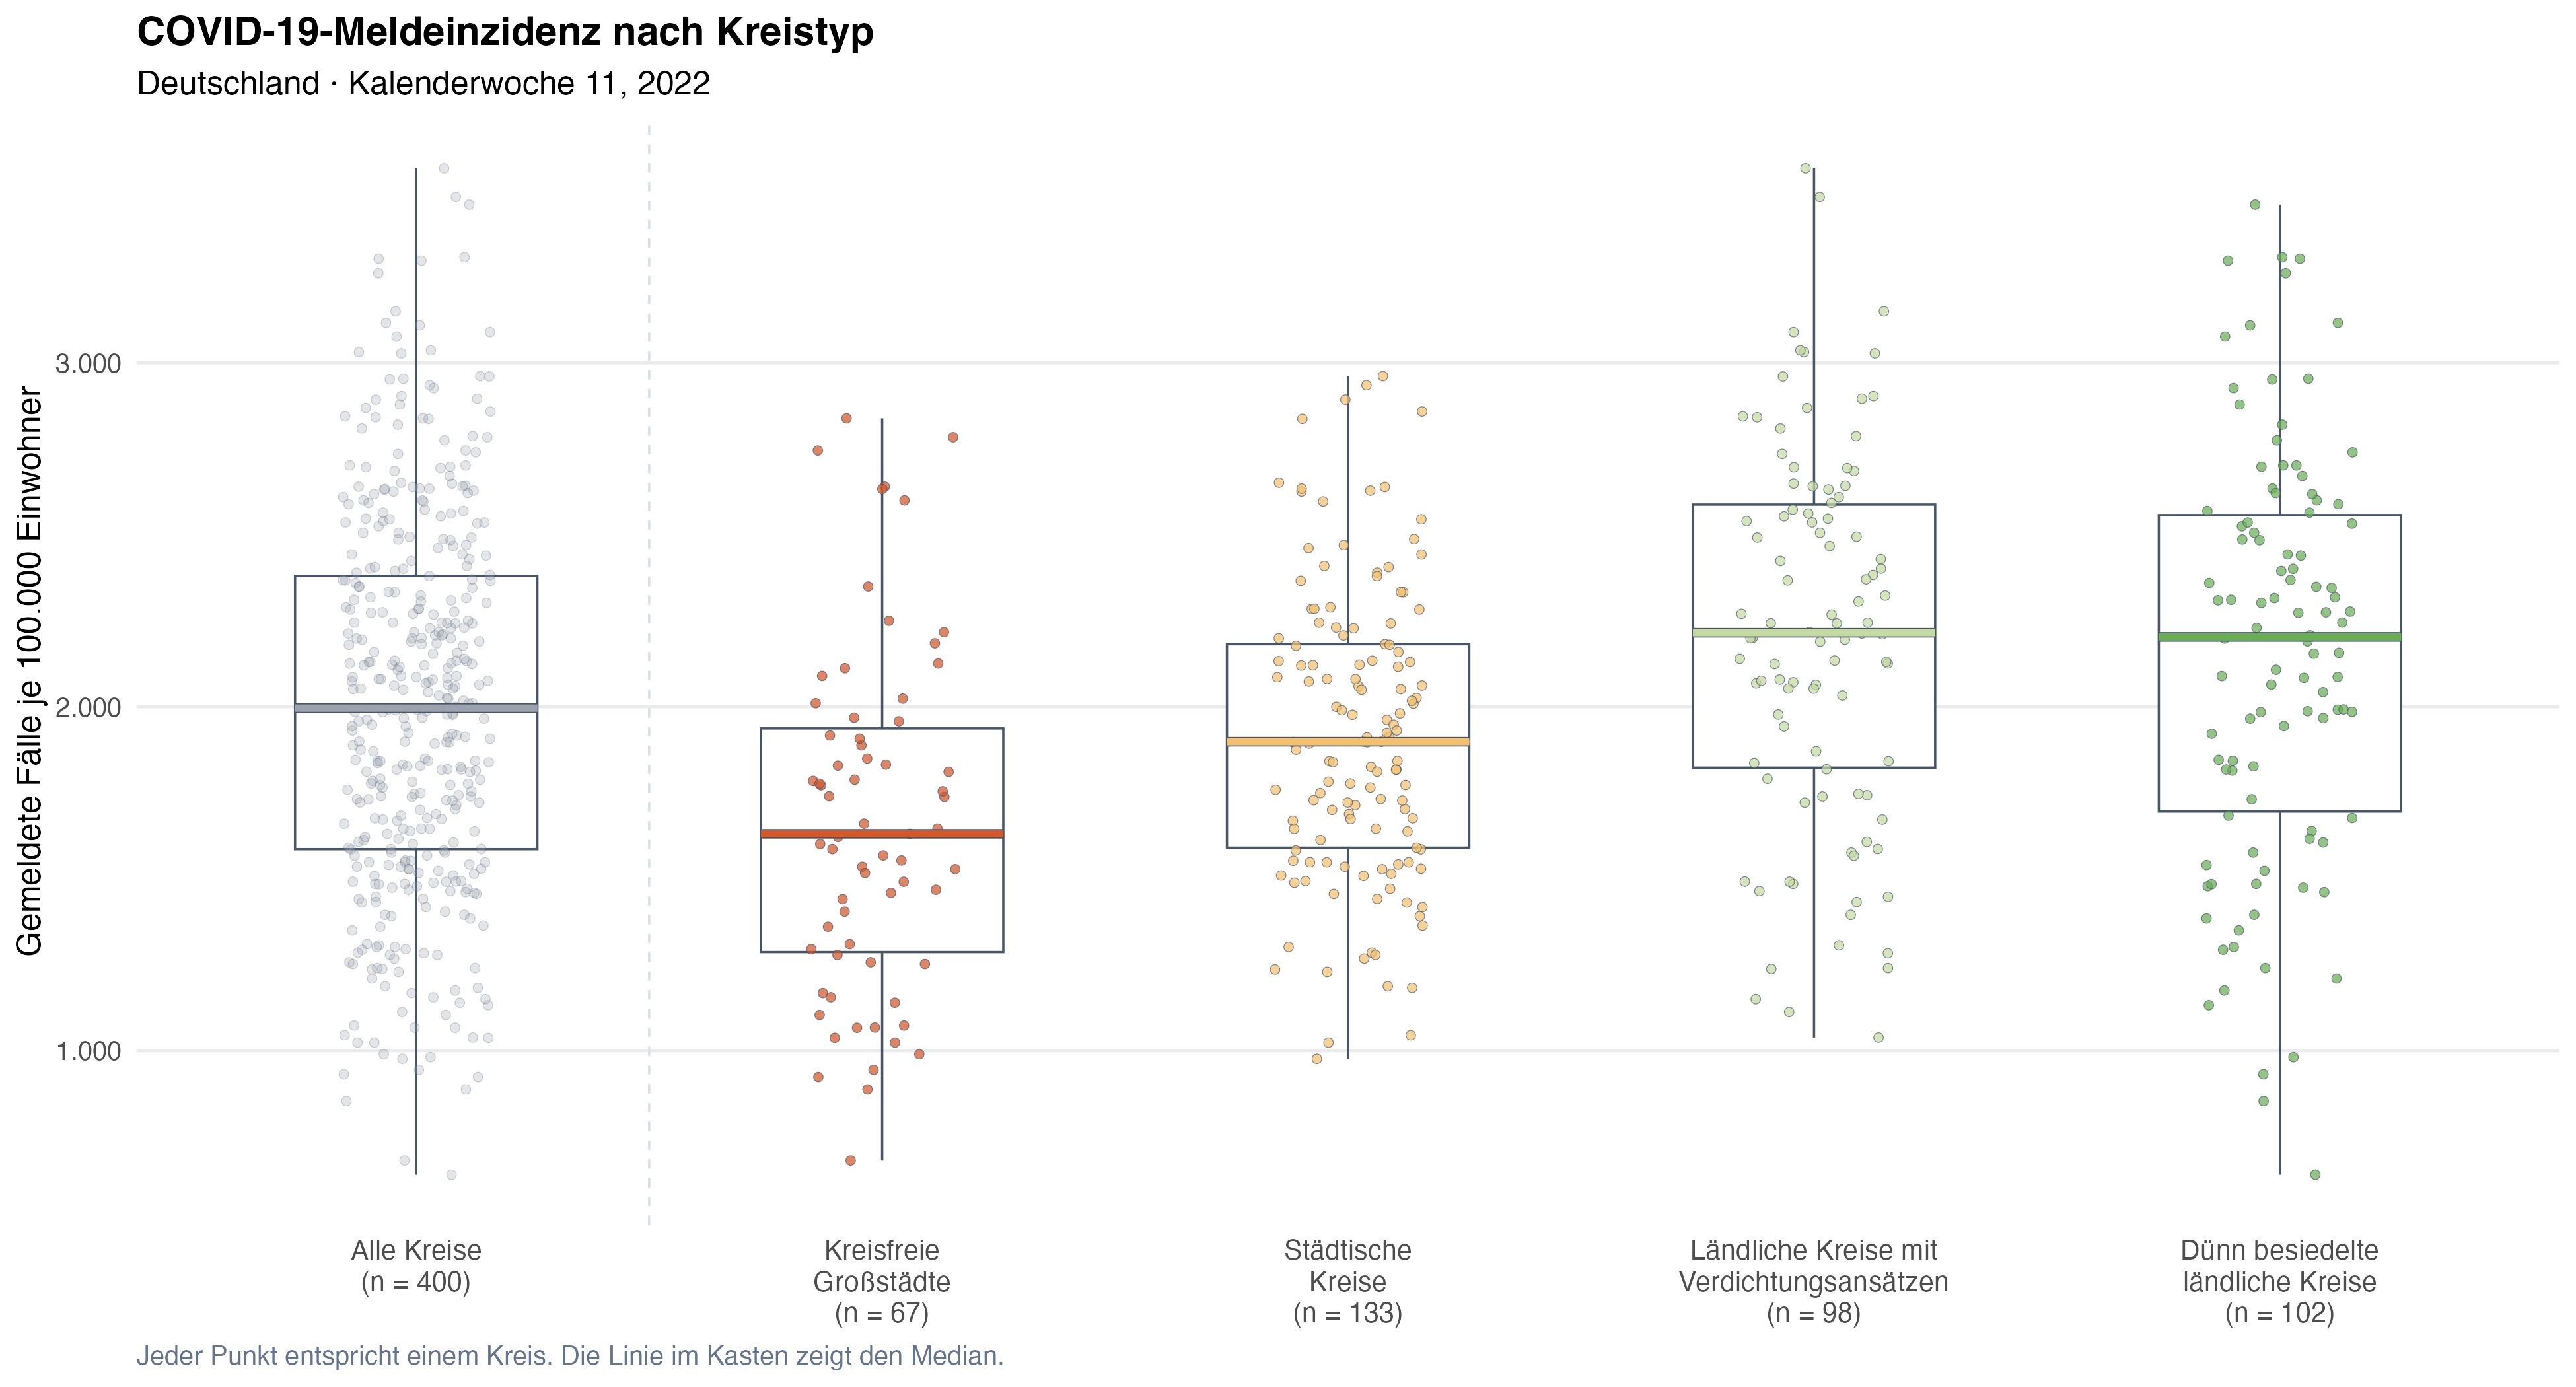 COVID-19-Meldeinzidenz nach Kreistyp
Deutschland · Kalenderwoche 11, 2022
Gemeldete Fälle je 100.000 Einwohner
3.000
2.000
1.000
Alle Kreise
(n = 400)
Kreisfreie
Großstädte
(n = 67)
Städtische
Kreise
(n = 133)
Ländliche Kreise mit
Verdichtungsansätzen
(n = 98)
Dünn besiedelte
ländliche Kreise
(n = 102)
Jeder Punkt entspricht einem Kreis. Die Linie im Kasten zeigt den Median.